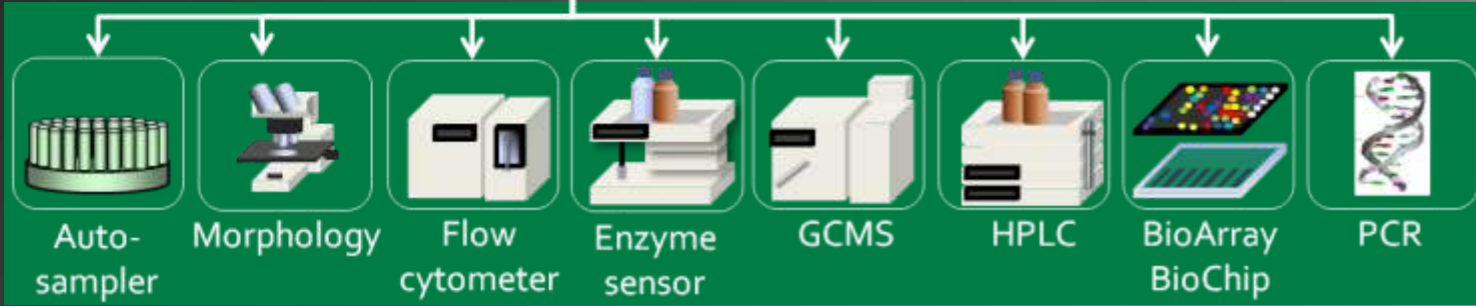 Auto-
sampler
Morphology
Flow
cytometer
Enzyme
sensor
GCMS
HPLC
BioArray
BioChip
PCR